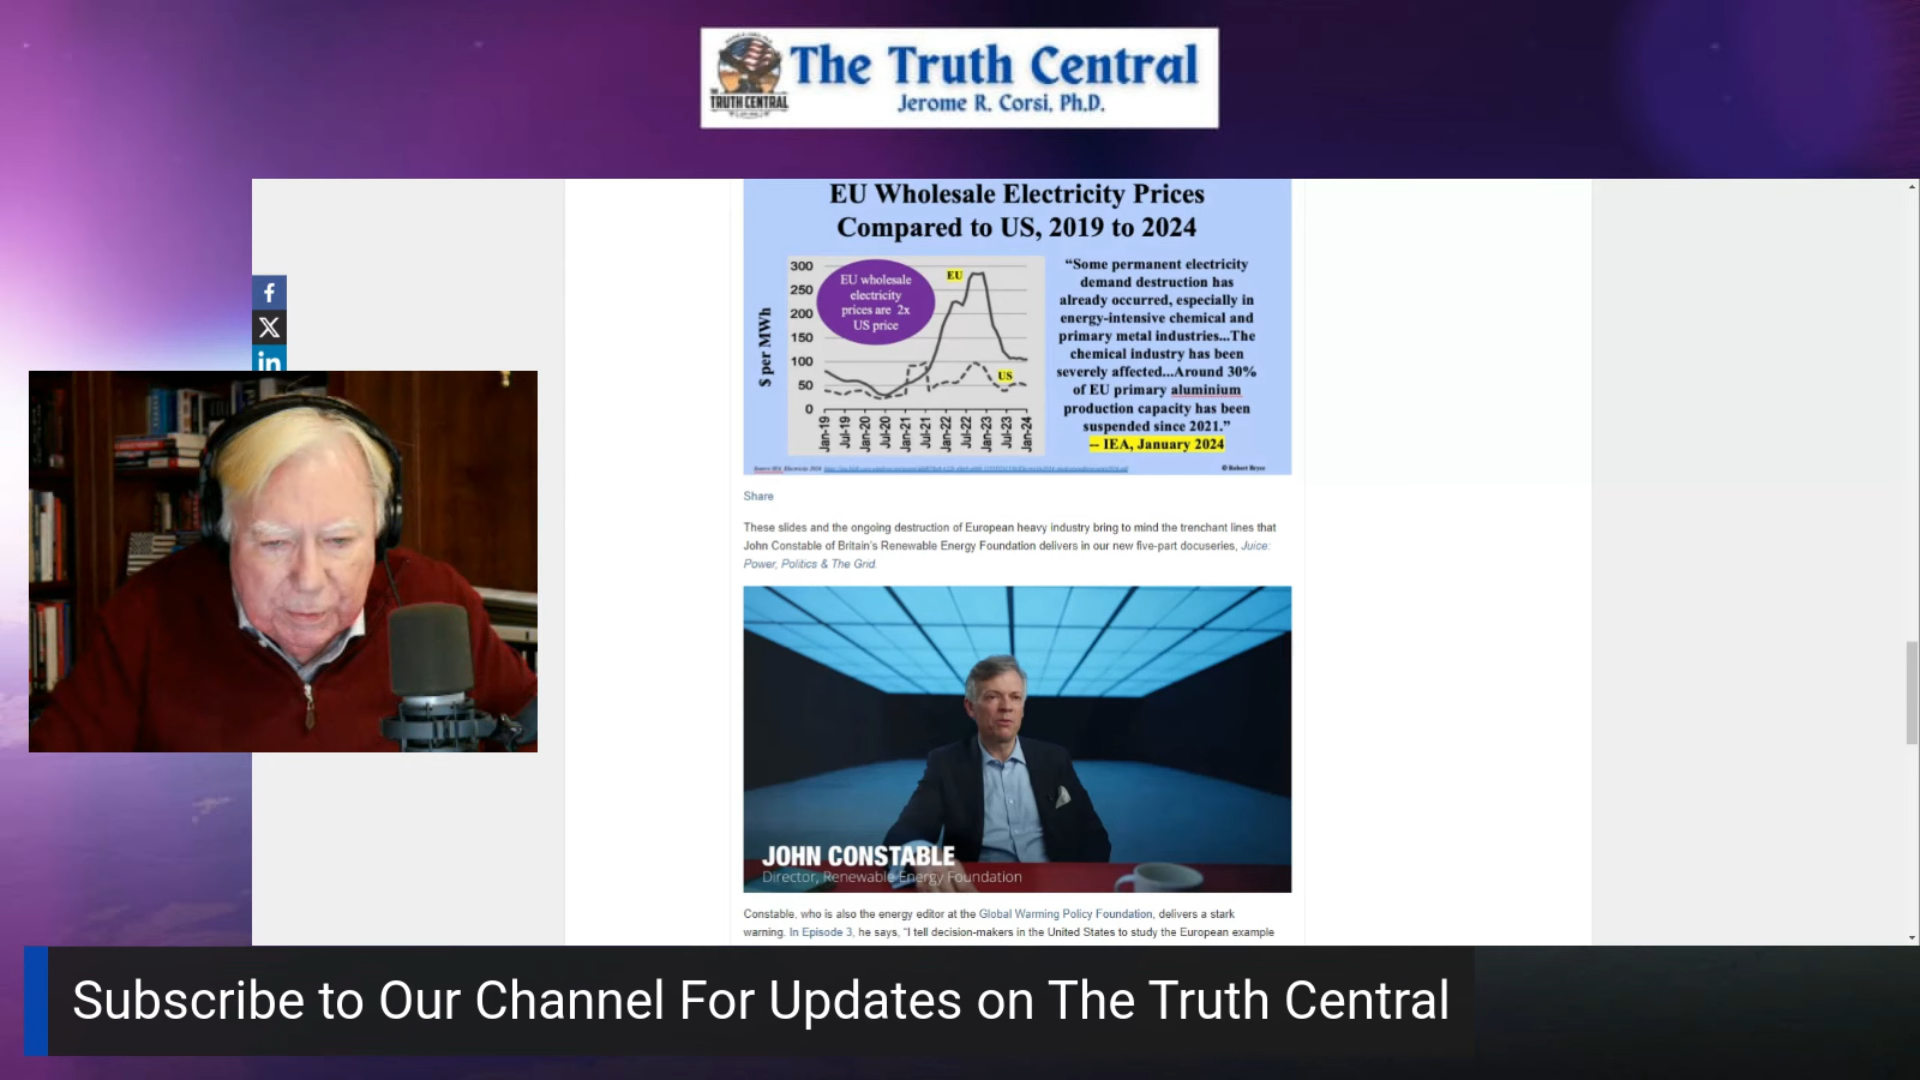 The Truth Central
Jerome R. Corsi, Ph.D.
THE
TRUTH CENTRAL
EU Wholesale Electricity Prices
Compared to US, 2019 to 2024
$ per MWh
300
250
200
150
100
50
0
EU wholesale
electricity
prices are 2x
US price
EU
US
Jan-19
Jul-19
Jan-20
Jul-20
Jan-21
Jul-21
Jan-22
Jul-22
Jan-23
Jul-23
Jan-24
“Some permanent electricity
demand destruction has
already occurred, especially in
energy-intensive chemical and
primary metal industries...The
chemical industry has been
severely affected...Around 30%
of EU primary aluminium
production capacity has been
suspended since 2021.”
– IEA, January 2024
© Robert Bryce
f
X
in
Share
These slides and the ongoing destruction of European heavy industry bring to mind the trenchant lines that
John Constable of Britain's Renewable Energy Foundation delivers in our new five-part docuseries, Juice:
Power, Politics & The Grid.
JOHN CONSTABLE
Director, Renewable Energy Foundation
Constable, who is also the energy editor at the Global Warming Policy Foundation, delivers a stark
warning. In Episode 3, he says, “I tell decision-makers in the United States to study the European example
Subscribe to Our Channel For Updates on The Truth Central